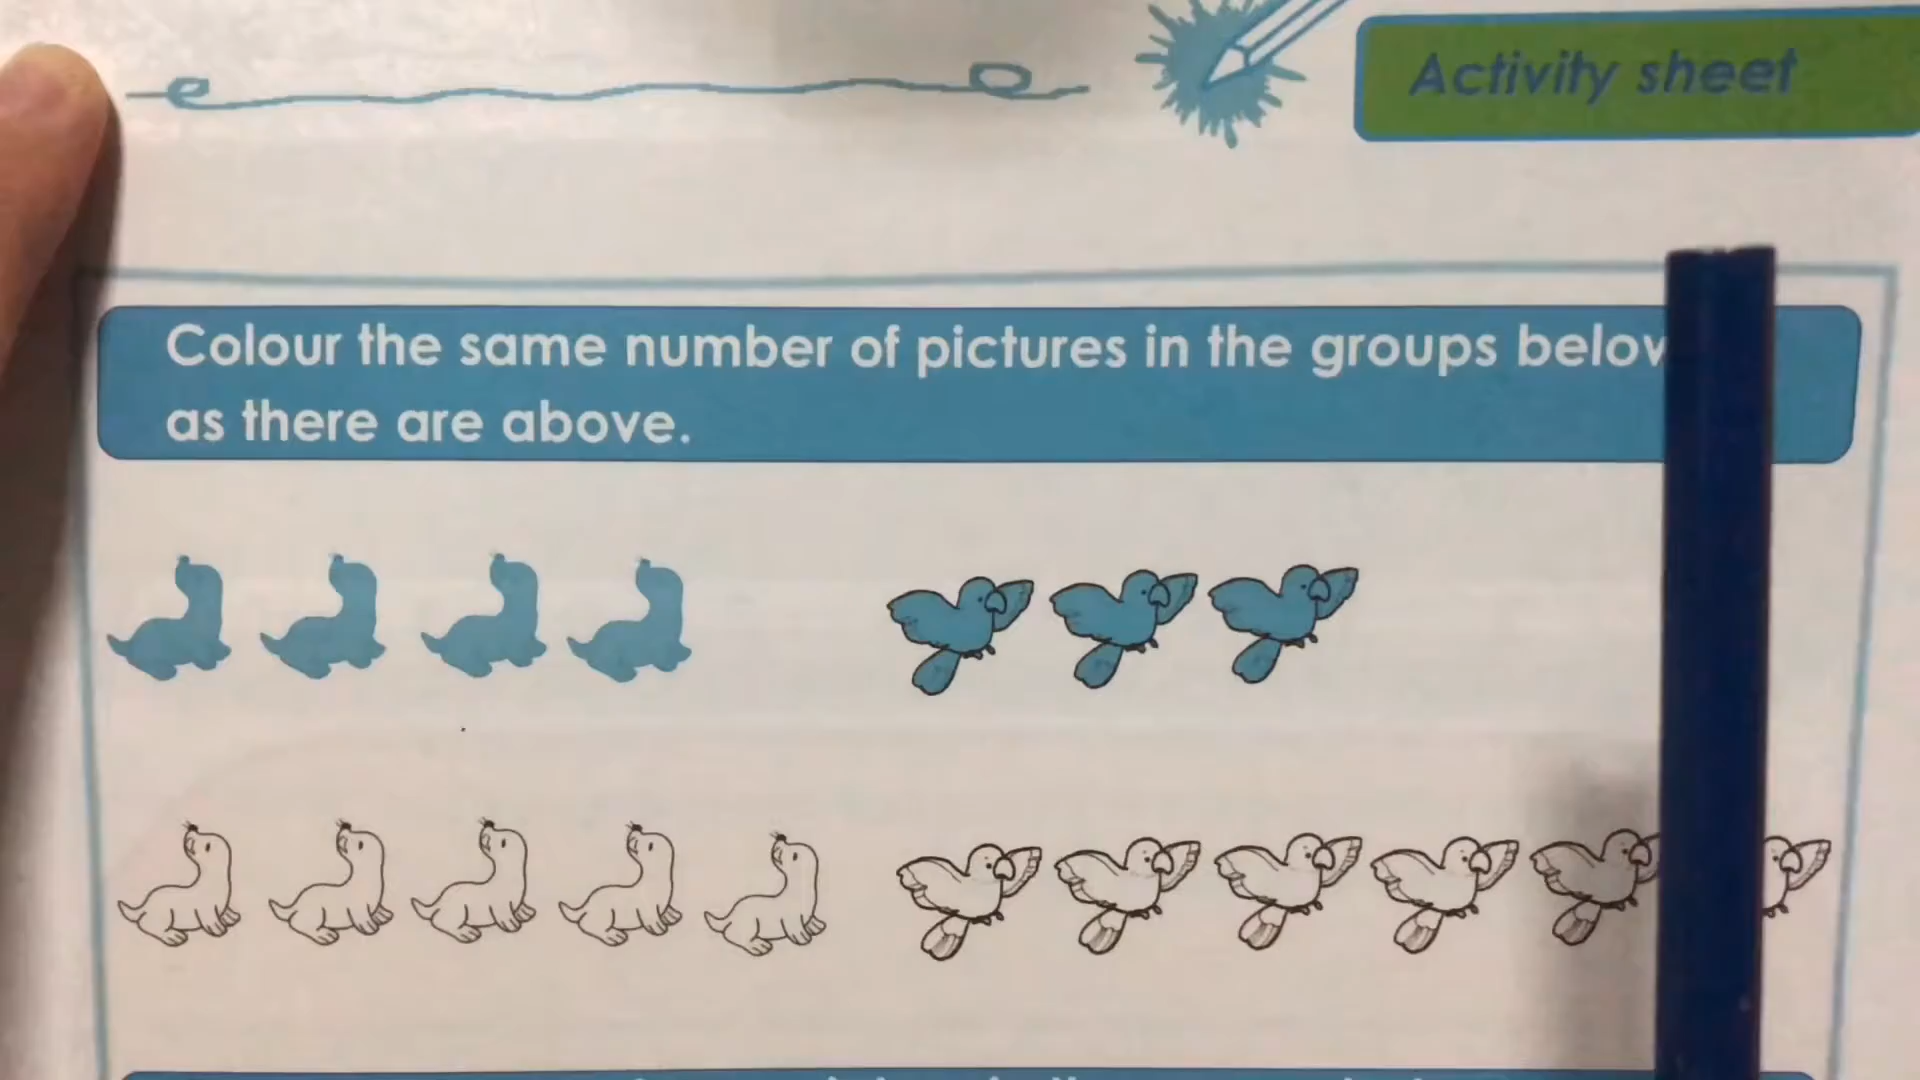 Activity sheet
Colour the same number of pictures in the groups below
as there are above.